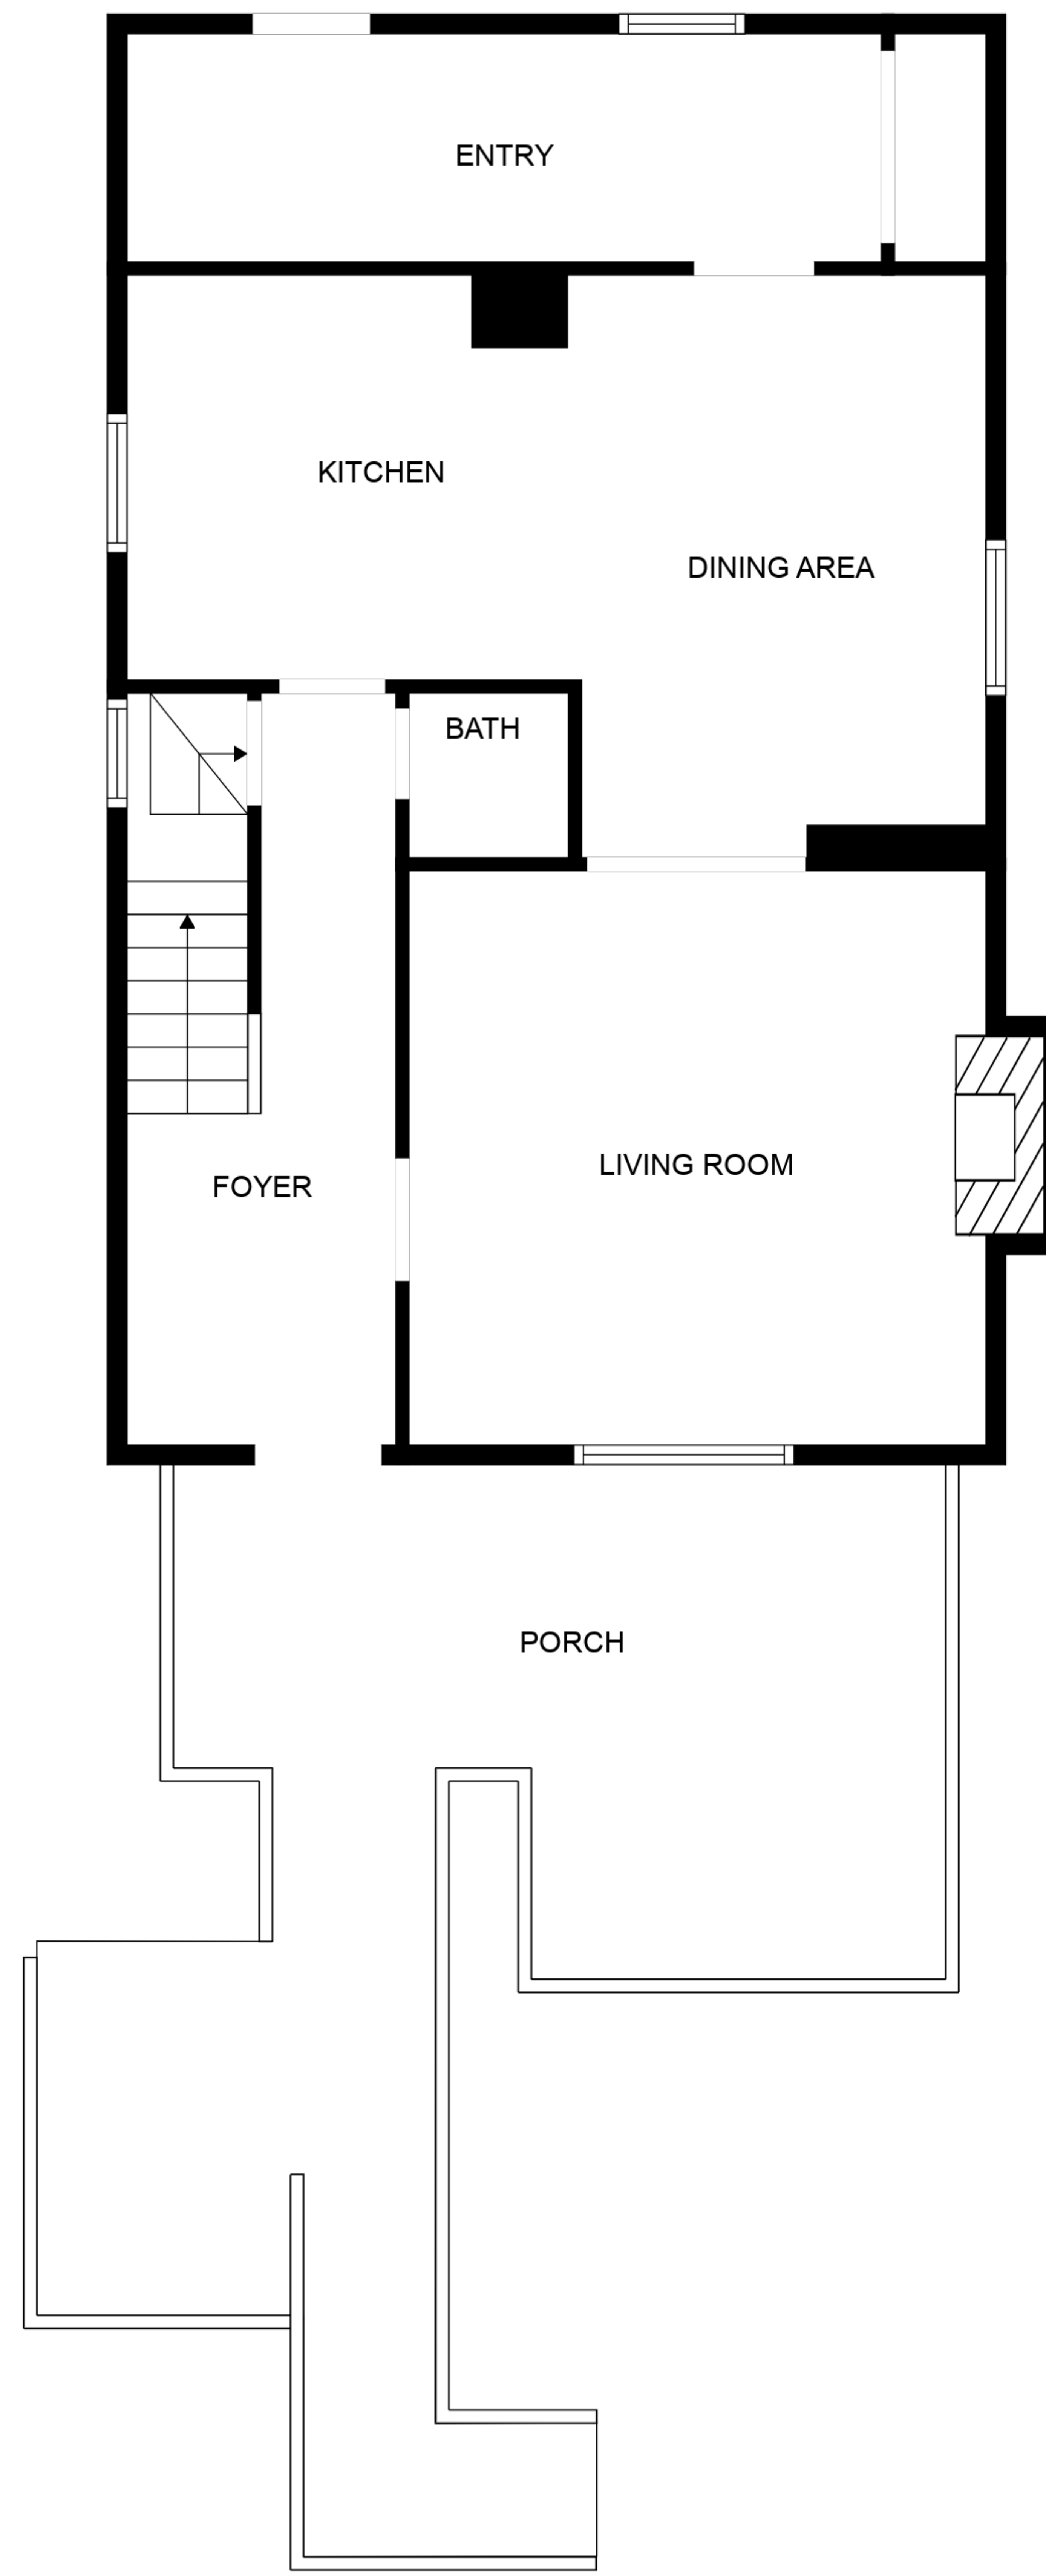 ENTRY
KITCHEN
DINING AREA
BATH
LIVING ROOM
FOYER
PORCH